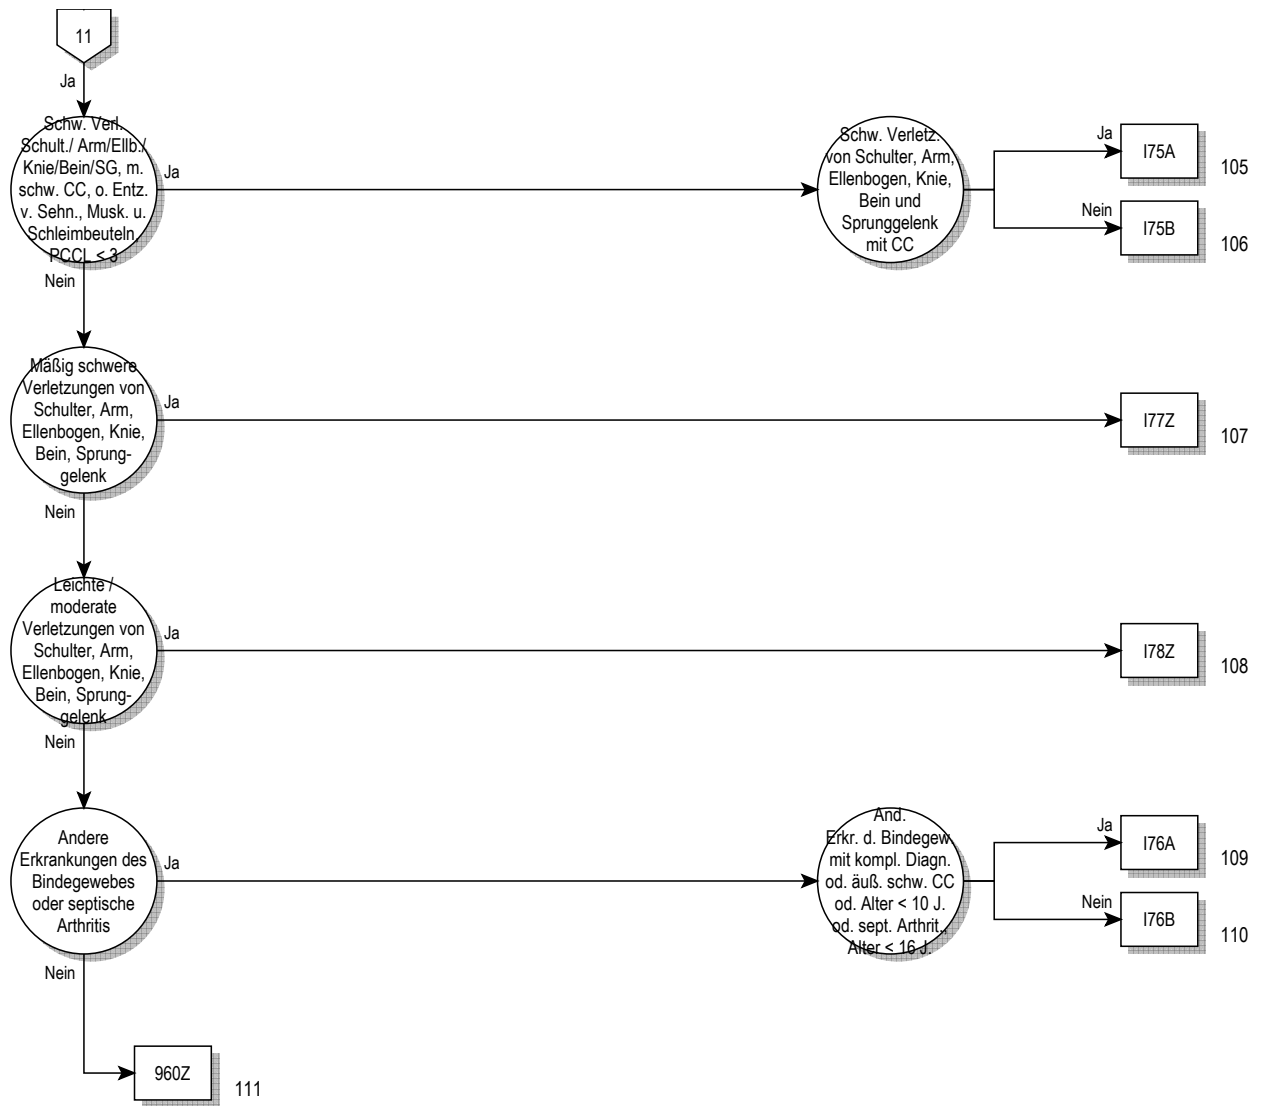 11
Ja
Schw. Verl.
Schult./ Arm/Ellb./
Knie/Bein/SG, m.
schw. CC, o. Entz.
v. Sehn., Musk. u.
Schleimbeuteln,
PCCL < 3
Ja
Schw. Verletz.
von Schulter, Arm,
Ellenbogen, Knie,
Bein und
Sprunggelenk
mit CC
Ja
I75A
105
Nein
I75B
106
Nein
Mäßig schwere
Verletzungen von
Schulter, Arm,
Ellenbogen, Knie,
Bein, Sprung-
gelenk
Ja
I77Z
107
Nein
Leichte /
moderate
Verletzungen von
Schulter, Arm,
Ellenbogen, Knie,
Bein, Sprung-
gelenk
Ja
I78Z
108
Nein
Andere
Erkrankungen des
Bindegewebes
oder septische
Arthritis
Ja
And.
Erkr. d. Bindegew.
mit kompl. Diagn.
od. äuß. schw. CC
od. Alter < 10 J.
od. sept. Arthrit.,
Alter < 16 J.
Ja
I76A
109
Nein
I76B
110
Nein
960Z
111